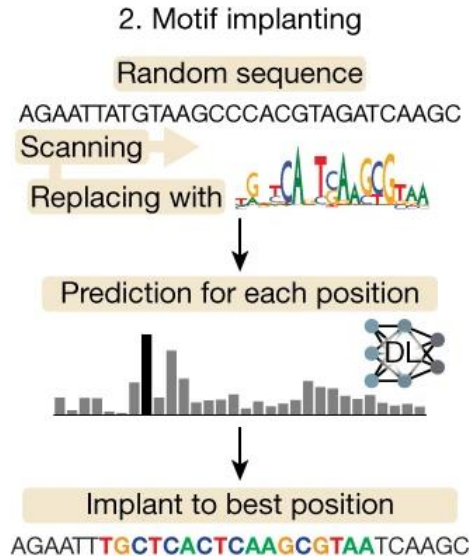 2. Motif implanting
Random sequence
AGAATTATGTAAGCCCACGTAGATCAAGC
Scanning
Replacing with
Prediction for each position
DL
Implant to best position
AGAATTTGCTCACTCAAGCGTAATCAAGC